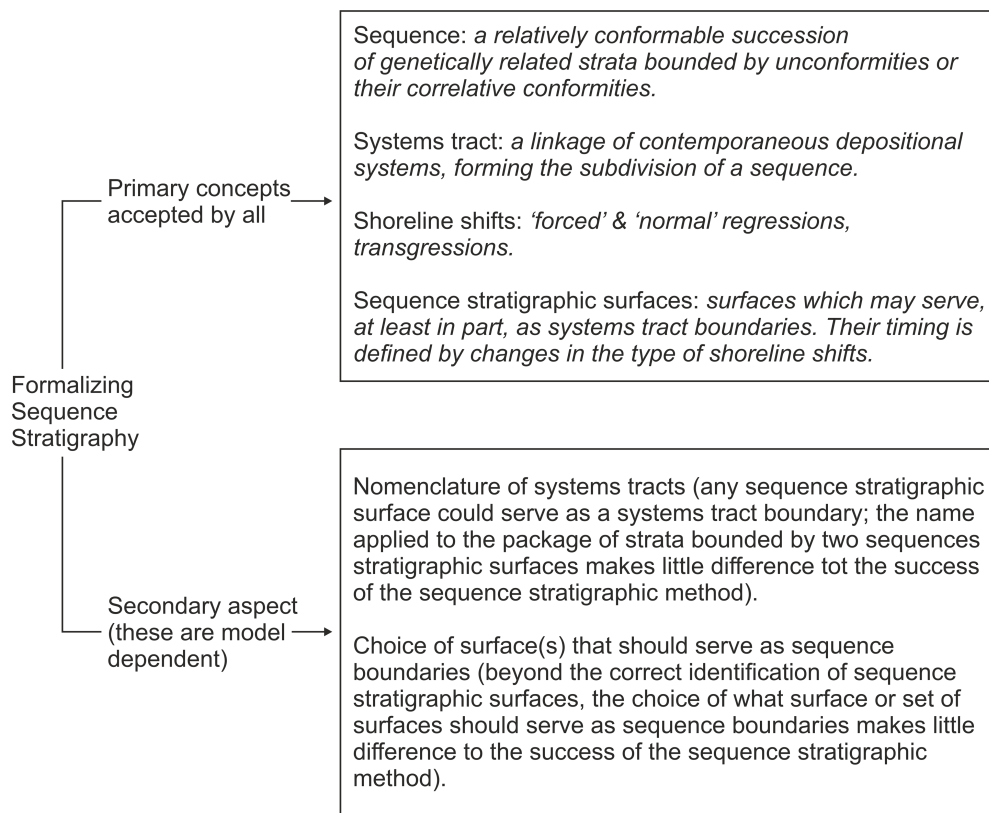 Sequence: a relatively conformable succession
of genetically related strata bounded by unconformities or
their correlative conformities.
Systems tract: a linkage of contemporaneous depositional
systems, forming the subdivision of a sequence.
Primary concepts
accepted by all
Shoreline shifts: ‘forced’ & ‘normal’ regressions,
transgressions.
Sequence stratigraphic surfaces: surfaces which may serve,
at least in part, as systems tract boundaries. Their timing is
defined by changes in the type of shoreline shifts.
Formalizing
Sequence
Stratigraphy
Nomenclature of systems tracts (any sequence stratigraphic
surface could serve as a systems tract boundary; the name
applied to the package of strata bounded by two sequences
stratigraphic surfaces makes little difference tot the success
of the sequence stratigraphic method).
Secondary aspect
(these are model
dependent)
Choice of surface(s) that should serve as sequence
boundaries (beyond the correct identification of sequence
stratigraphic surfaces, the choice of what surface or set of
surfaces should serve as sequence boundaries makes little
difference to the success of the sequence stratigraphic
method).